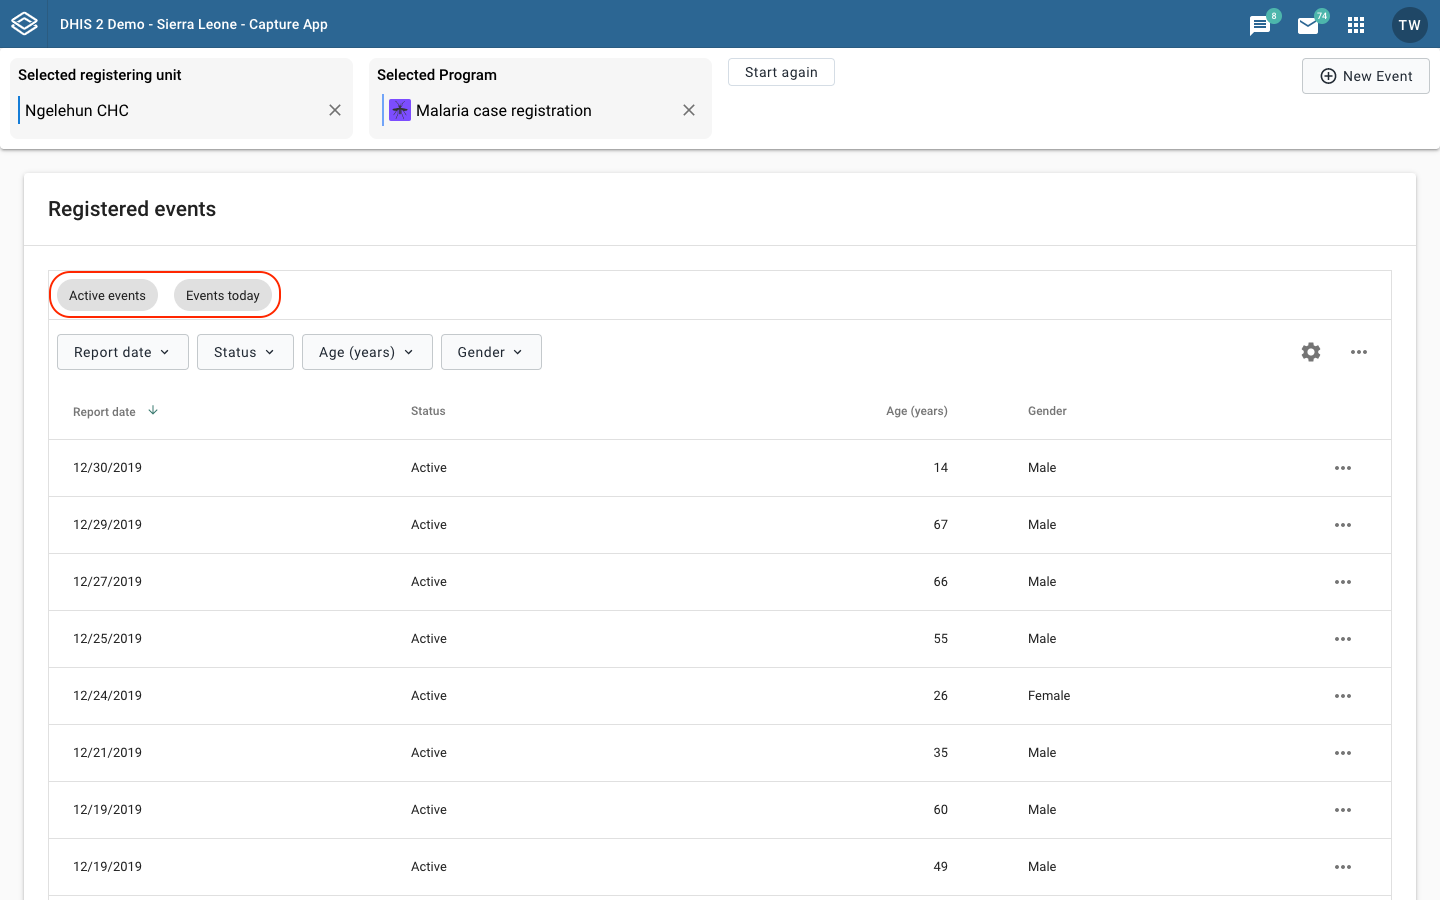 DHIS 2 Demo - Sierra Leone - Capture App
8
74
TW
Selected registering unit
Ngelehun CHC
Selected Program
Malaria case registration
Start again
New Event
Registered events
Active events
Events today
Report date
Status
Age (years)
Gender
Report date Status Age (years) Gender
12/30/2019 Active 14 Male
12/29/2019 Active 67 Male
12/27/2019 Active 66 Male
12/25/2019 Active 55 Male
12/24/2019 Active 26 Female
12/21/2019 Active 35 Male
12/19/2019 Active 60 Male
12/19/2019 Active 49 Male